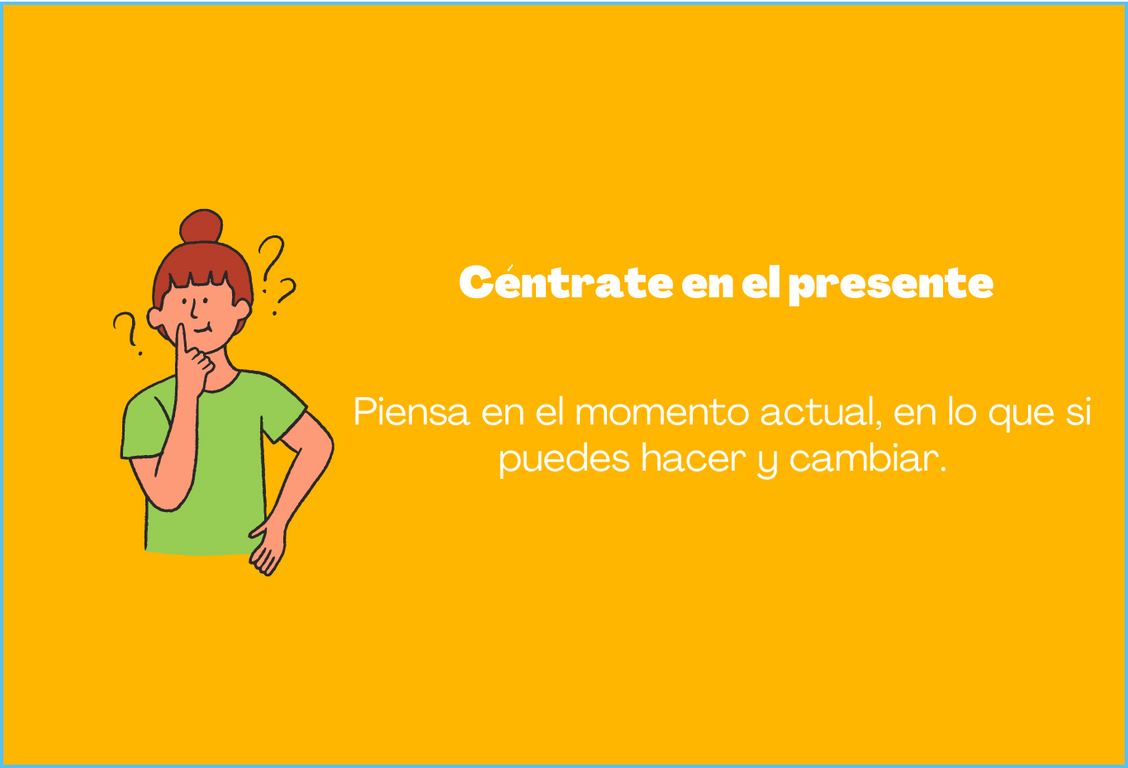 Céntrate en el presente
Piensa en el momento actual, en lo que si
puedes hacer y cambiar.